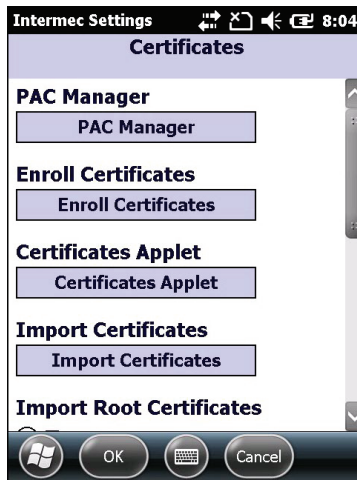 Intermec Settings 8:04
Certificates
PAC Manager
PAC Manager
Enroll Certificates
Enroll Certificates
Certificates Applet
Certificates Applet
Import Certificates
Import Certificates
Import Root Certificates
OK Cancel